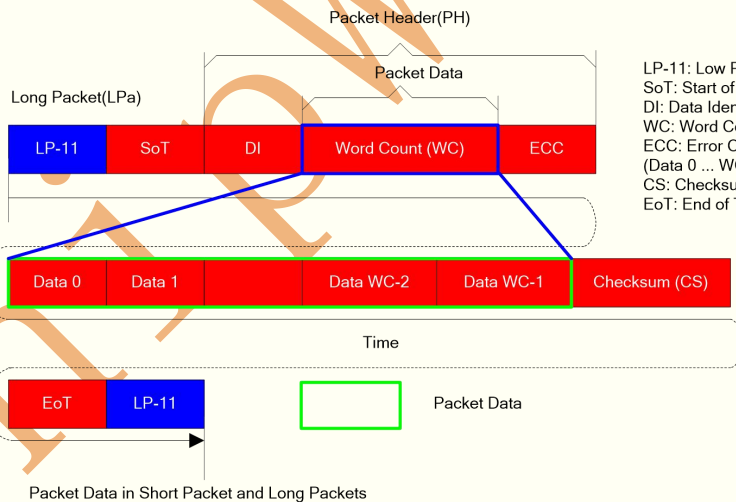 Packet Header(PH)
Packet Data
Long Packet(LPa)
LP-11 SoT DI Word Count (WC) ECC
LP-11: Low
SoT: Start of
DI: Data
WC: Word
ECC: Error
(Data 0 ...
CS:
EoT: End of
Data 0 Data 1 Data WC-2 Data WC-1 Checksum (CS)
Time
EoT LP-11
Packet Data
Packet Data in Short Packet and Long Packets